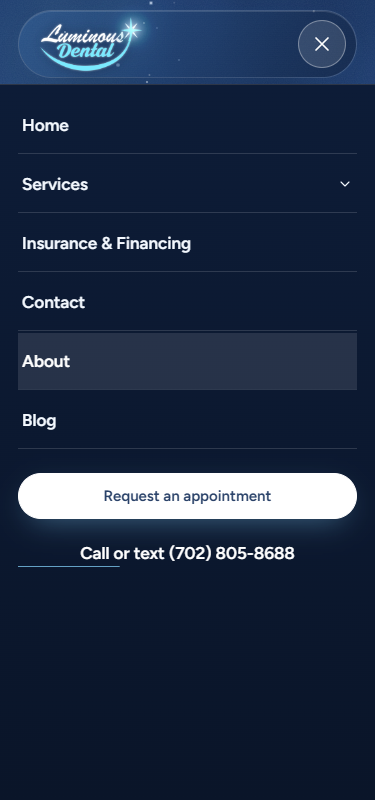 Luminous
Dental
Home
Services
Insurance & Financing
Contact
About
Blog
Request an appointment
Call or text (702) 805-8688